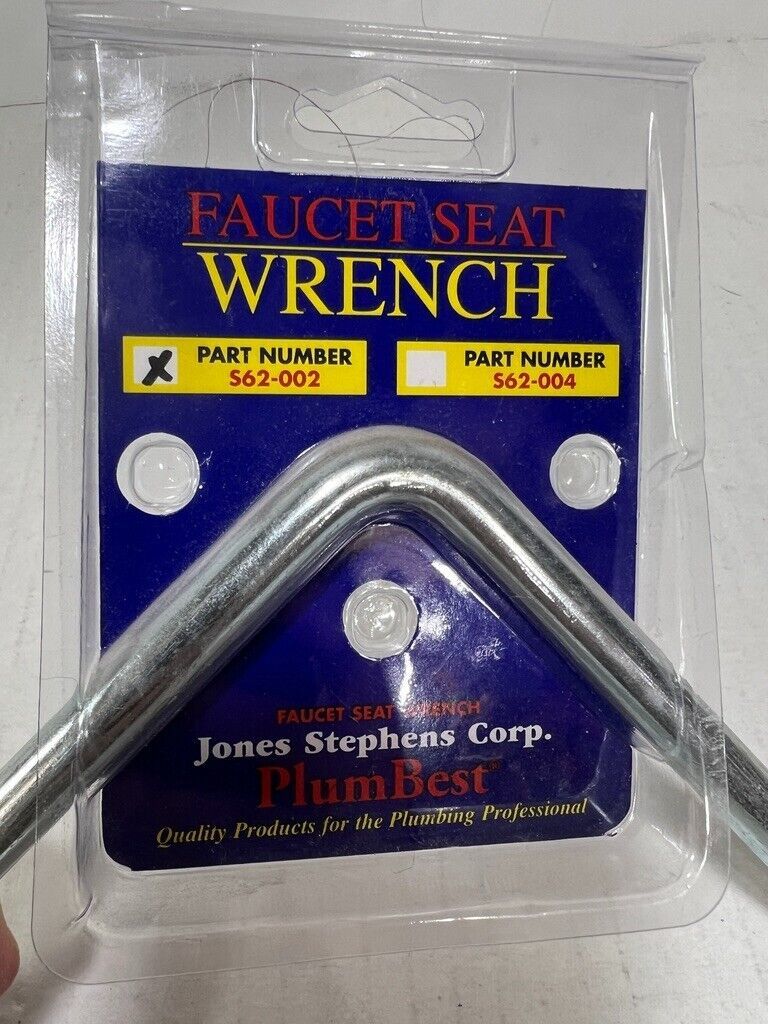 FAUCET SEAT
WRENCH
PART NUMBER
S62-002
PART NUMBER
S62-004
FAUCET SEAT WRENCH
Jones Stephens Corp.
PlumBest®
Quality Products for the Plumbing Professional